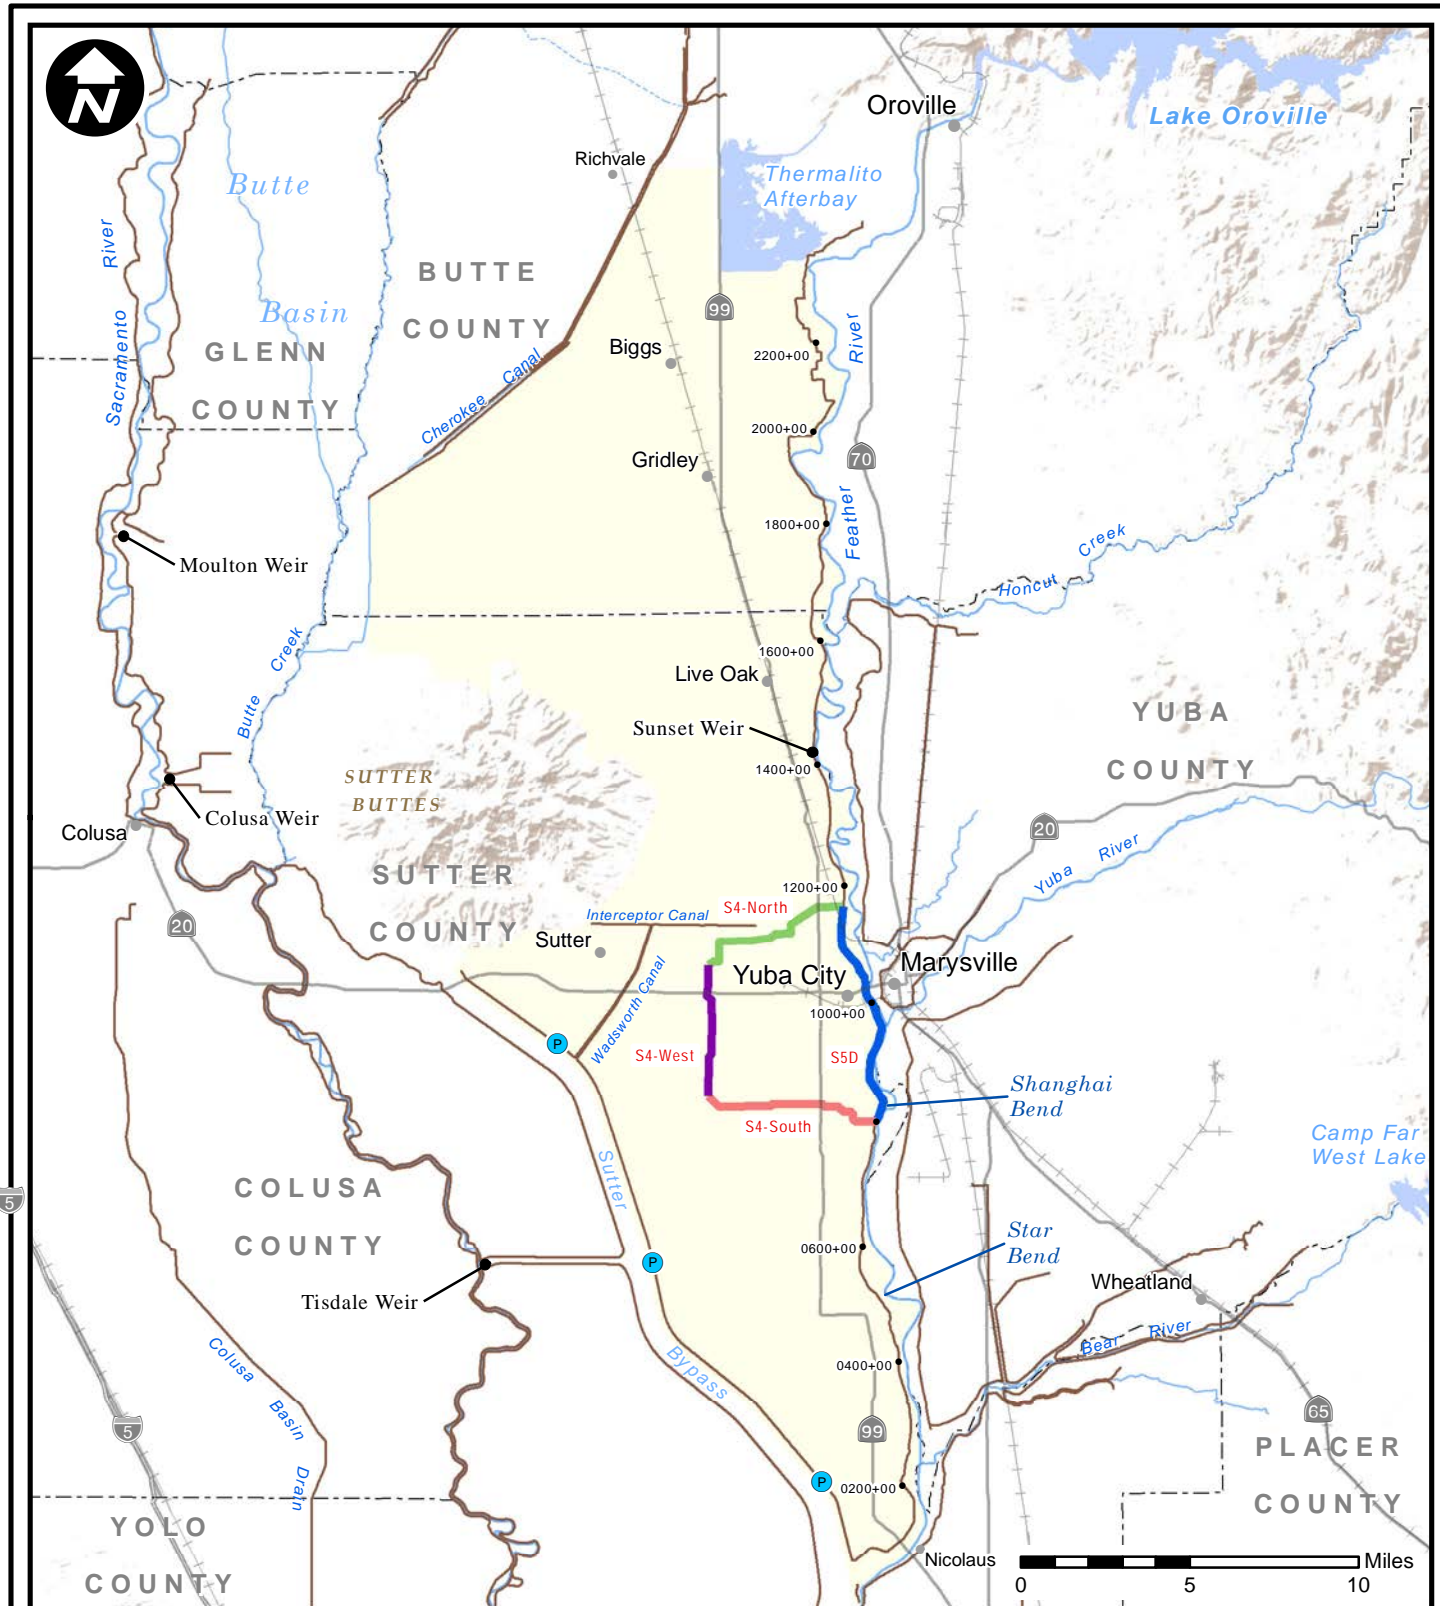 N
Oroville
Lake Oroville
Richvale
Thermalito
Afterbay
Butte
Basin
Sacramento River
BUTTE
COUNTY
99
GLENN
COUNTY
Biggs
2200+00
Feather River
Cherokee Canal
2000+00
Gridley
70
1800+00
Moulton Weir
Honcut Creek
1600+00
Butte Creek
Live Oak
Sunset Weir
YUBA
COUNTY
1400+00
SUTTER
BUTTES
Colusa Weir
Colusa
20
Yuba River
SUTTER
COUNTY
1200+00
S4-North
Interceptor Canal
20
Sutter
Yuba City
Marysville
Wadsworth Canal
1000+00
P
S4-West
S5D
Shanghai
Bend
S4-South
Camp Far
West Lake
COLUSA
COUNTY
5
Sutter
Bypass
Star
Bend
0600+00
P
Wheatland
Tisdale Weir
Bear River
Colusa Basin Drain
0400+00
5
99
65
PLACER
COUNTY
P
0200+00
YOLO
COUNTY
Nicolaus
Miles
0
5
10